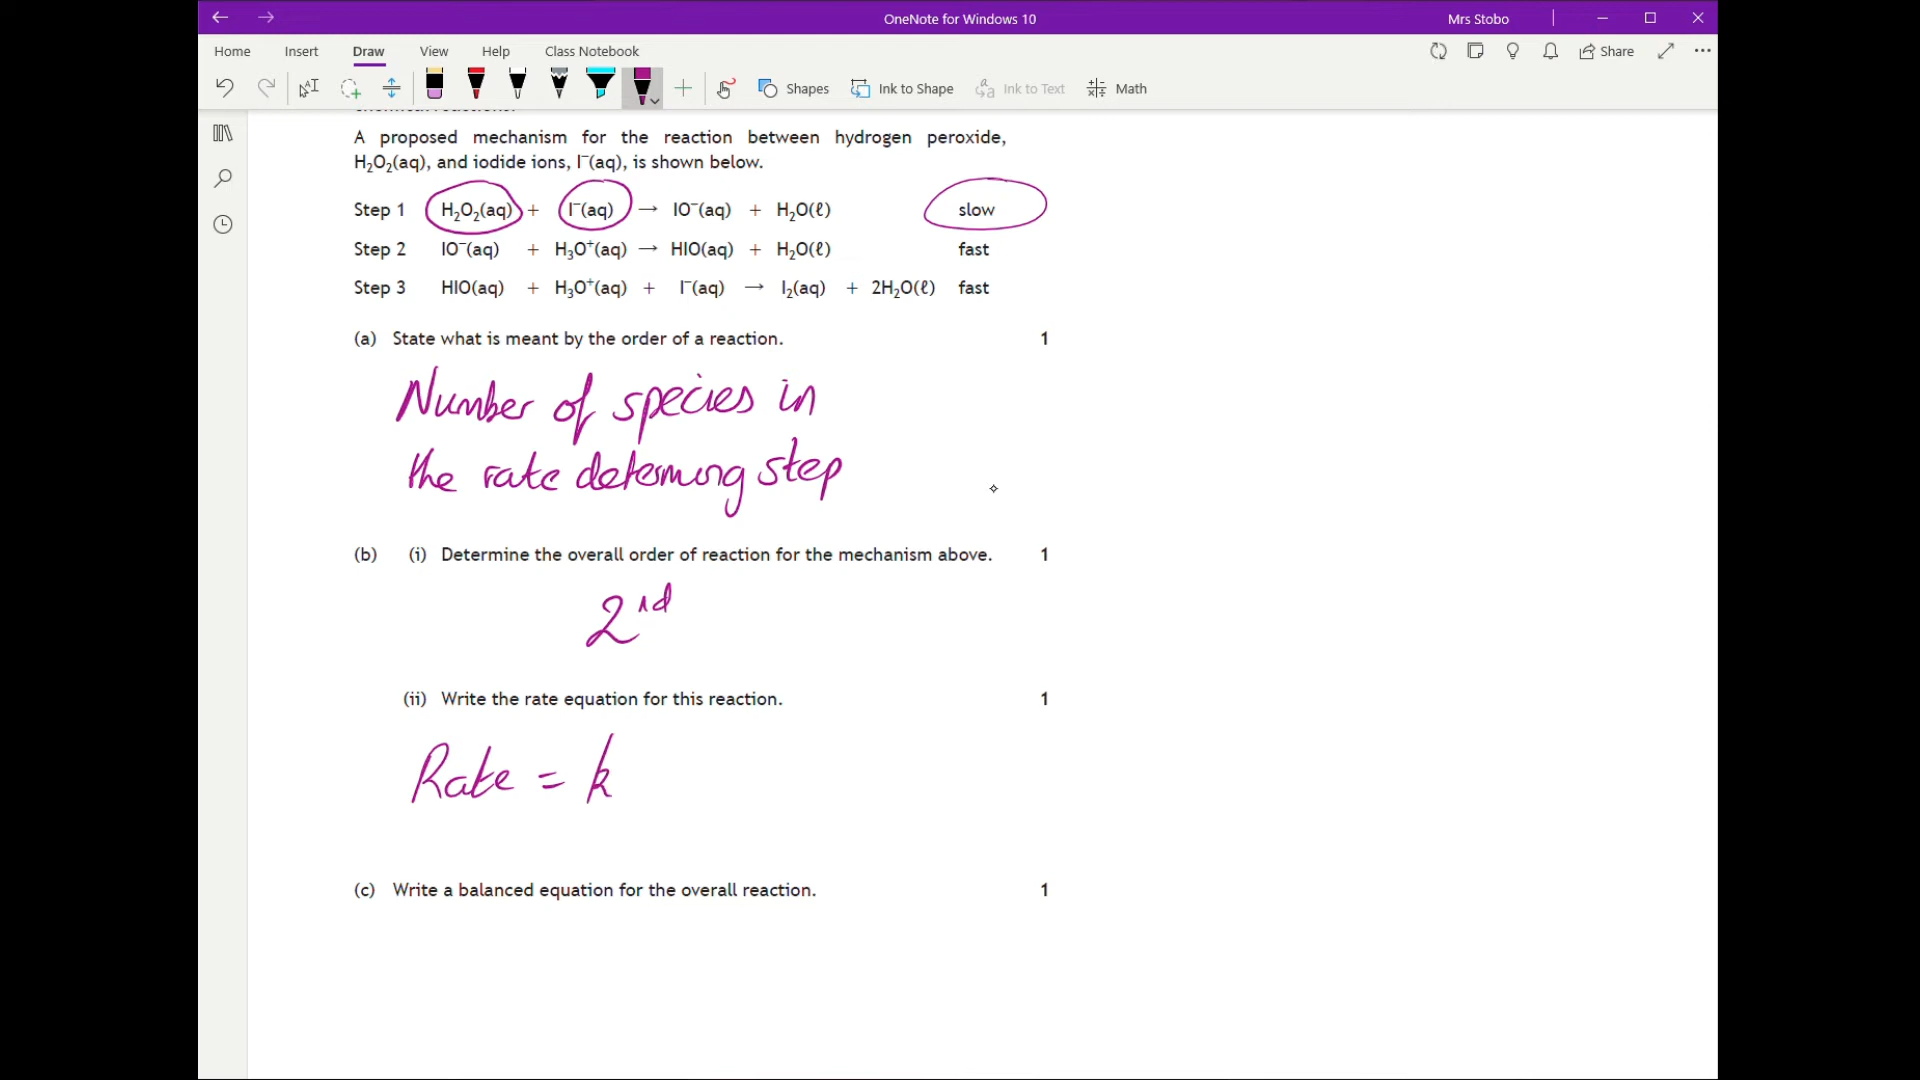 OneNote for Windows 10
Mrs Stobo
Home Insert Draw View Help Class Notebook
Share
Shapes Ink to Shape Ink to Text Math
chemical reactions.
A proposed mechanism for the reaction between hydrogen peroxide,
H₂O₂(aq), and iodide ions, I⁻(aq), is shown below.
Step 1 H₂O₂(aq) + I⁻(aq) → IO⁻(aq) + H₂O(ℓ) slow
Step 2 IO⁻(aq) + H₃O⁺(aq) → HIO(aq) + H₂O(ℓ) fast
Step 3 HIO(aq) + H₃O⁺(aq) + I⁻(aq) → I₂(aq) + 2H₂O(ℓ) fast
(a) State what is meant by the order of a reaction. 1
Number of species in
the rate determing step
(b) (i) Determine the overall order of reaction for the mechanism above. 1
2nd
(ii) Write the rate equation for this reaction. 1
Rate = k
(c) Write a balanced equation for the overall reaction. 1